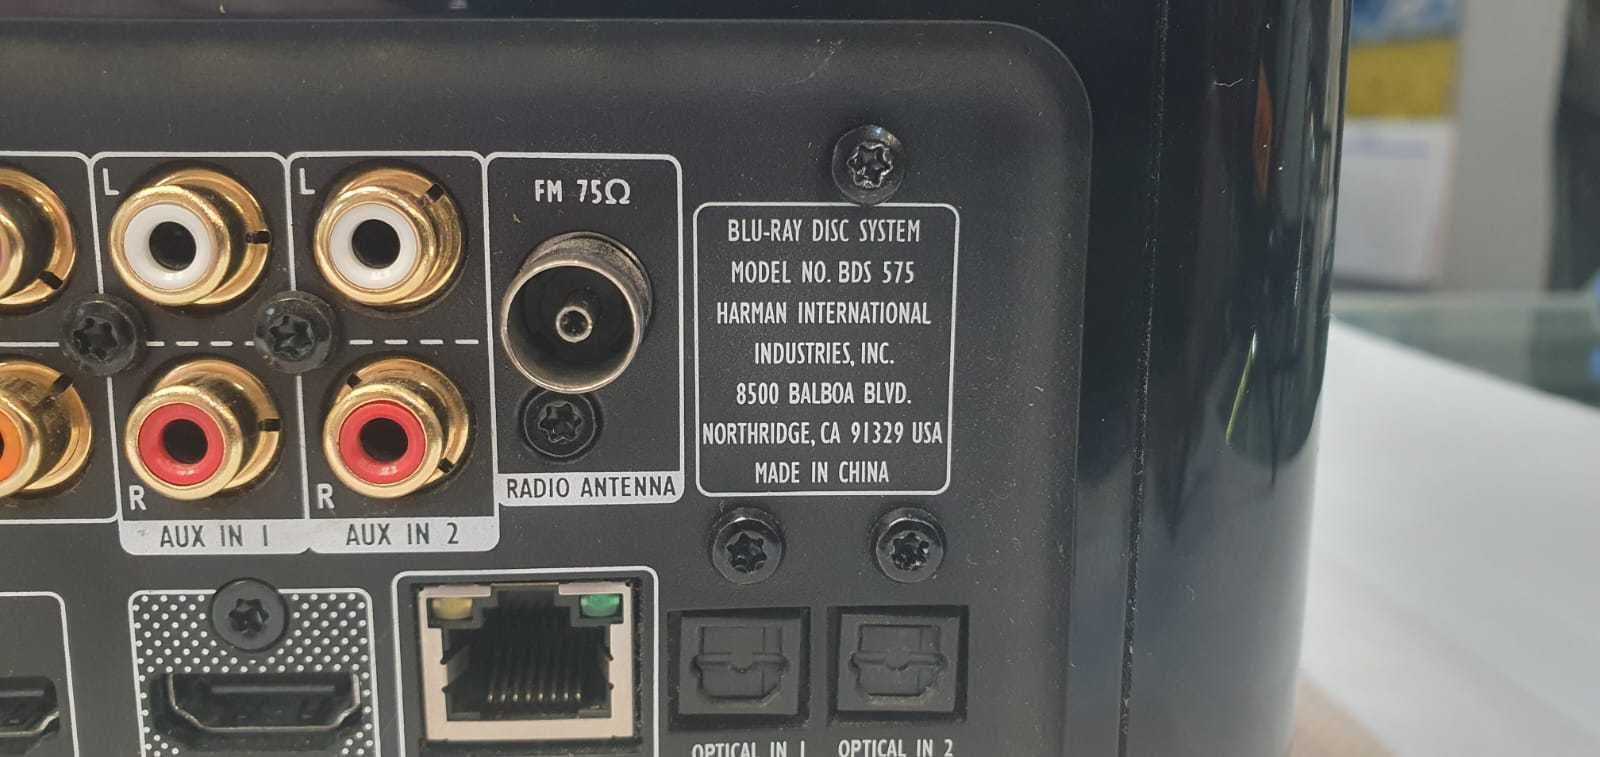 L
L
FM 75Ω
BLU-RAY DISC SYSTEM
MODEL NO. BDS 575
HARMAN INTERNATIONAL
INDUSTRIES, INC.
8500 BALBOA BLVD.
NORTHRIDGE, CA 91329 USA
MADE IN CHINA
R
R
RADIO ANTENNA
AUX IN 1
AUX IN 2
OPTICAL IN 1
OPTICAL IN 2